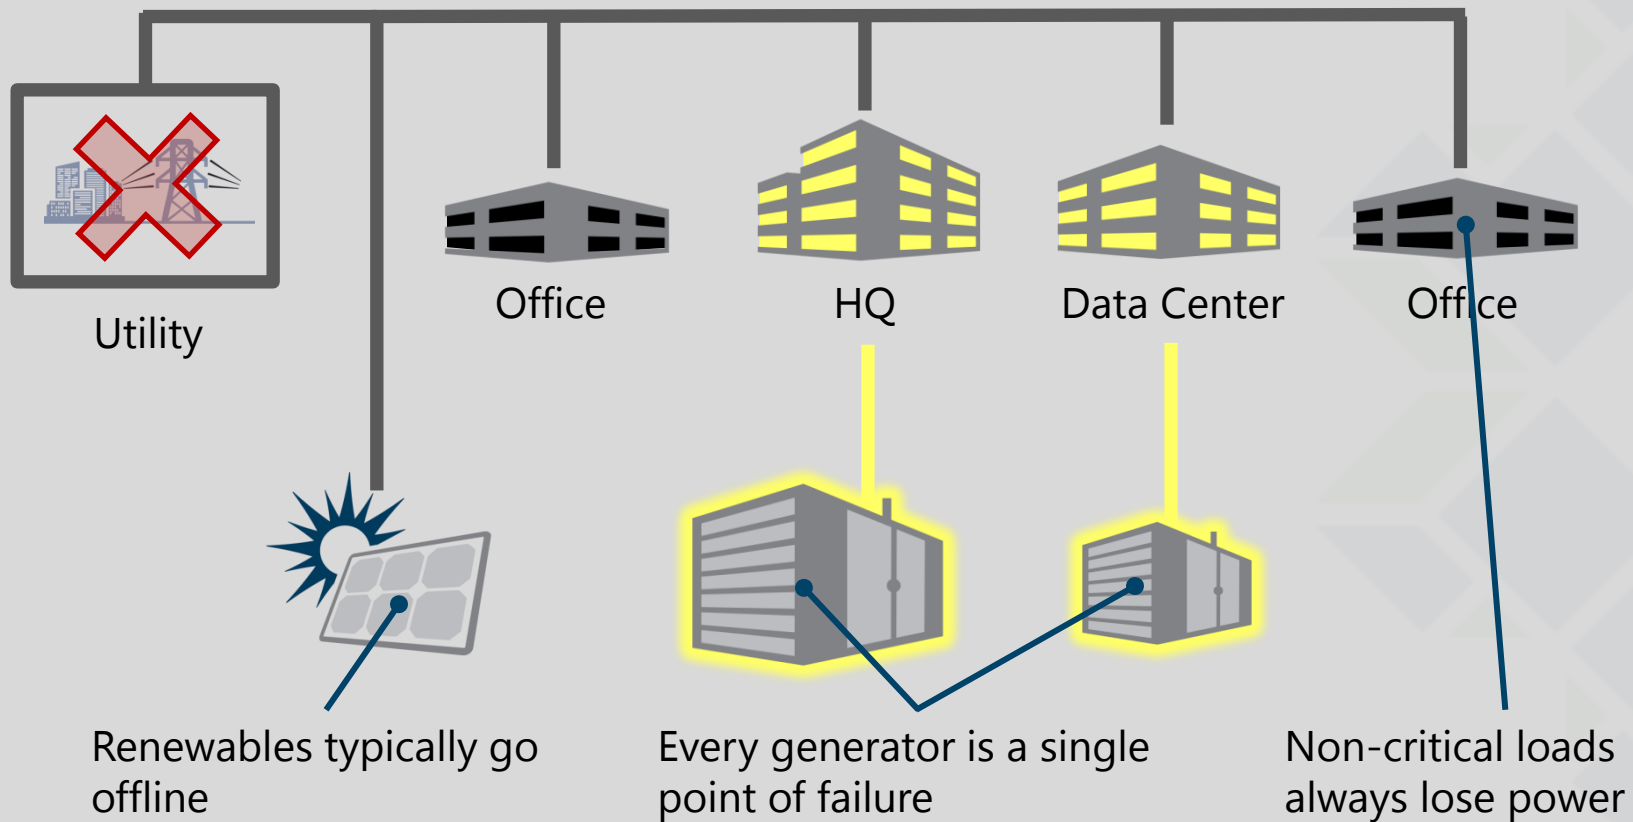 Utility
Office
HQ
Data Center
Office
Renewables typically go
offline
Every generator is a single
point of failure
Non-critical loads
always lose power